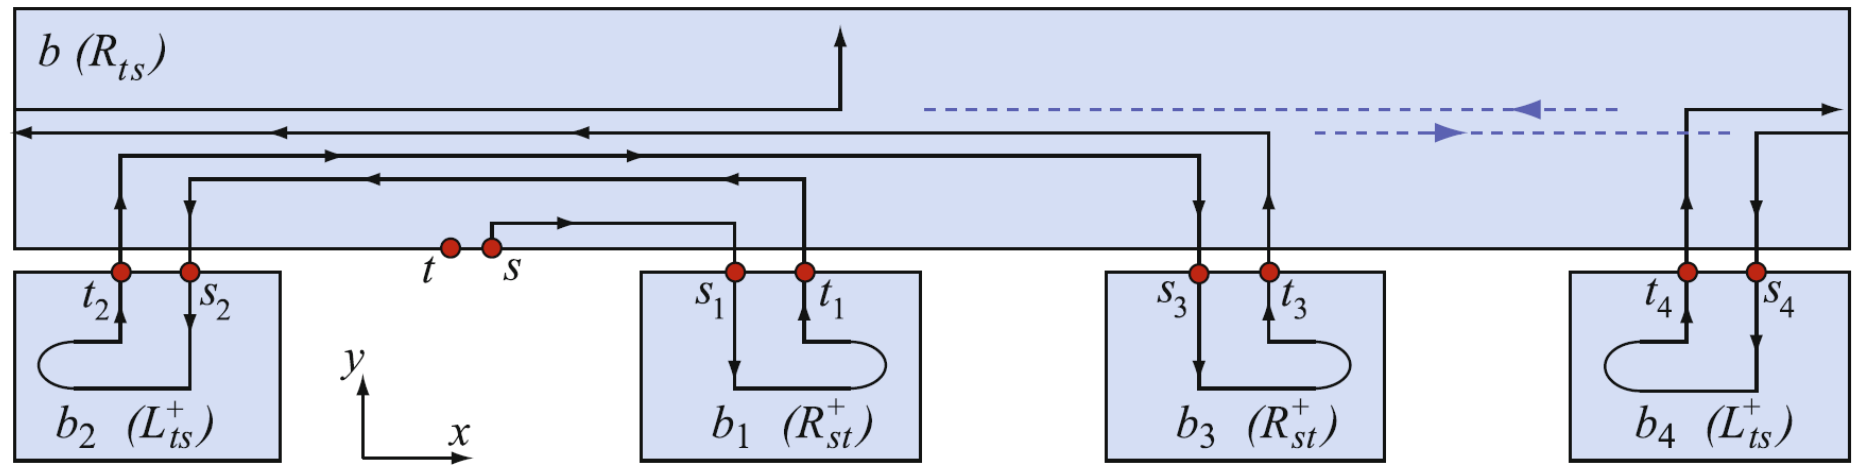 b (R_ts)
t s
t_2 s_2 s_1 t_1 s_3 t_3 t_4 s_4
y
x
b_2 (L^+_ts) b_1 (R^+_st) b_3 (R^+_st) b_4 (L^+_ts)